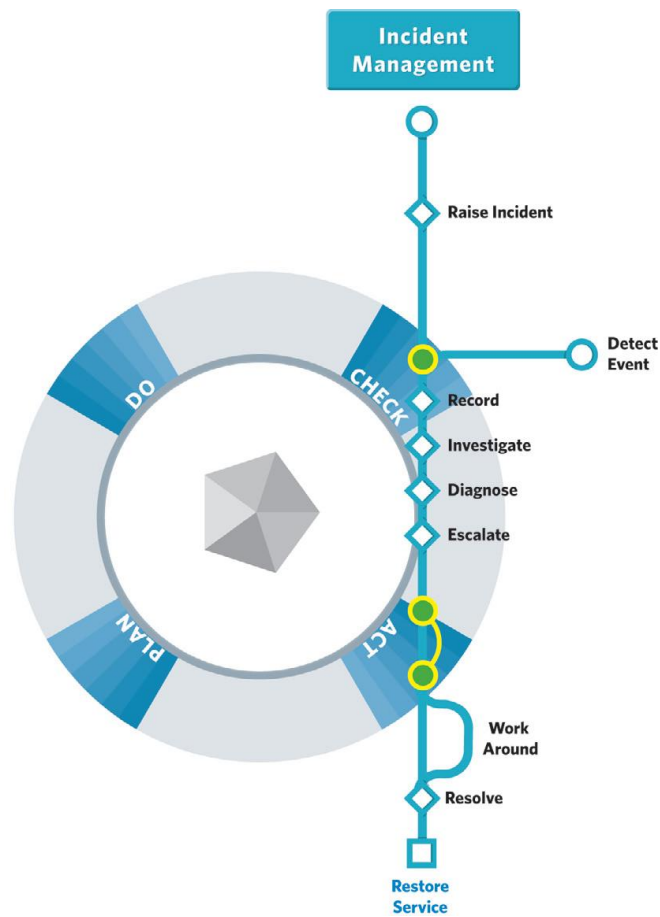 Incident
Management
Raise Incident
Detect
Event
DO
CHECK
Record
Investigate
Diagnose
Escalate
PLAN
ACT
Work
Around
Resolve
Restore
Service